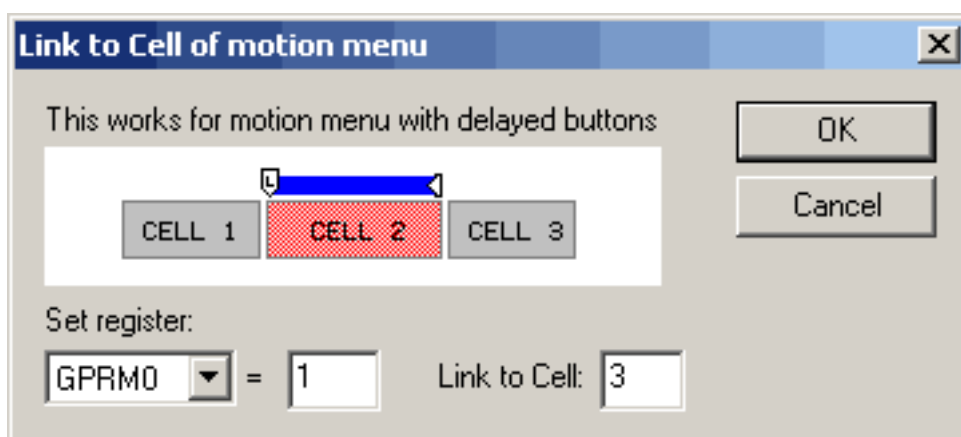 Link to Cell of motion menu
This works for motion menu with delayed buttons
OK
L
CELL 1 CELL 2 CELL 3
Cancel
Set register:
GPRM0 = 1 Link to Cell: 3